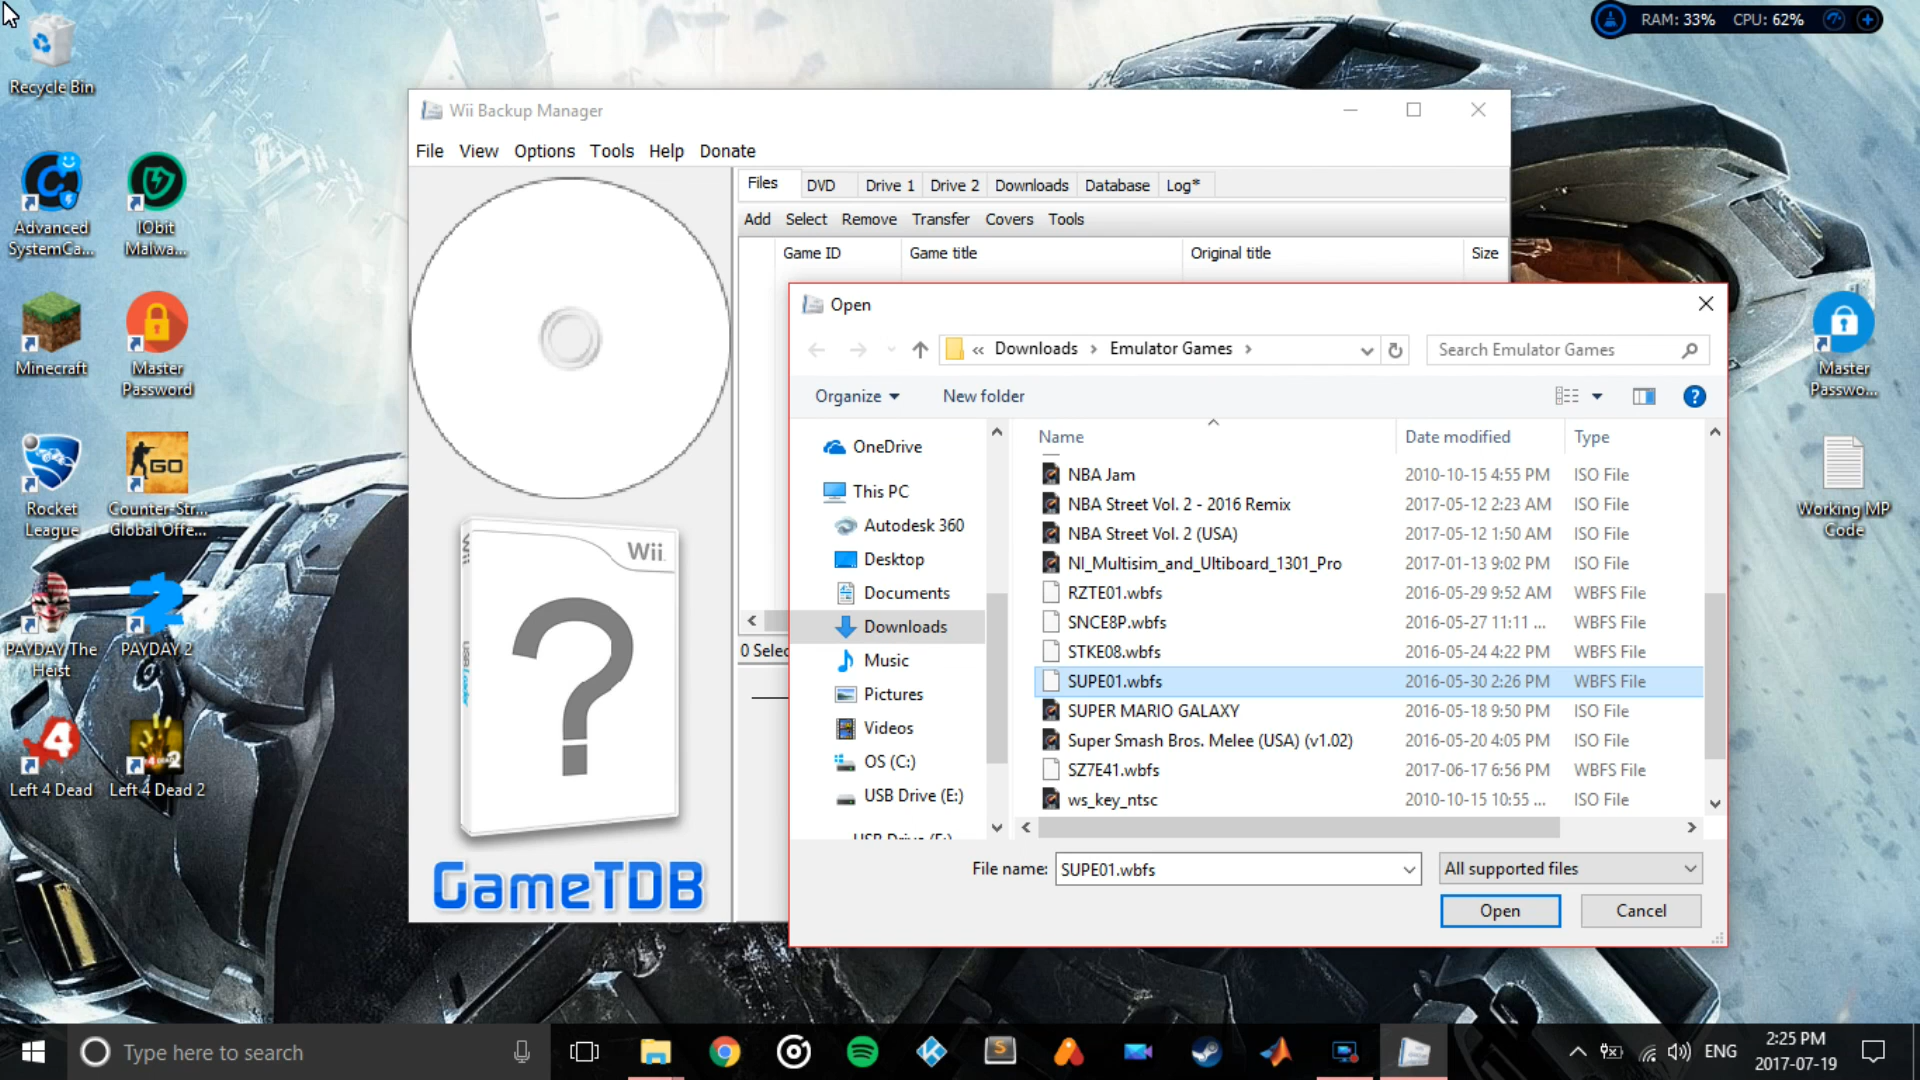 Recycle Bin
RAM: 33% CPU: 62%
Advanced SystemCa...
IObit Malwa...
Minecraft
Master Password
Rocket League
GO
Counter-Str... Global Offe...
PAYDAY The Heist
PAYDAY 2
Left 4 Dead
Left 4 Dead 2
Master Passwo...
Working MP Code
Wii Backup Manager
File View Options Tools Help Donate
Files DVD Drive 1 Drive 2 Downloads Database Log*
Add Select Remove Transfer Covers Tools
Game ID Game title Original title Size
Wii
Wii
?
GameTDB
0 Selec
Open
« Downloads > Emulator Games >
Search Emulator Games
Organize New folder
OneDrive
This PC
Autodesk 360
Desktop
Documents
Downloads
Music
Pictures
Videos
OS (C:)
USB Drive (E:)
Name Date modified Type
NBA Jam 2010-10-15 4:55 PM ISO File
NBA Street Vol. 2 - 2016 Remix 2017-05-12 2:23 AM ISO File
NBA Street Vol. 2 (USA) 2017-05-12 1:50 AM ISO File
NI_Multisim_and_Ultiboard_1301_Pro 2017-01-13 9:02 PM ISO File
RZTE01.wbfs 2016-05-29 9:52 AM WBFS File
SNCE8P.wbfs 2016-05-27 11:11 ... WBFS File
STKE08.wbfs 2016-05-24 4:22 PM WBFS File
SUPE01.wbfs 2016-05-30 2:26 PM WBFS File
SUPER MARIO GALAXY 2016-05-18 9:50 PM ISO File
Super Smash Bros. Melee (USA) (v1.02) 2016-05-20 4:05 PM ISO File
SZ7E41.wbfs 2017-06-17 6:56 PM WBFS File
ws_key_ntsc 2010-10-15 10:55 ... ISO File
File name: SUPE01.wbfs All supported files
Open Cancel
Type here to search
ENG
2:25 PM
2017-07-19